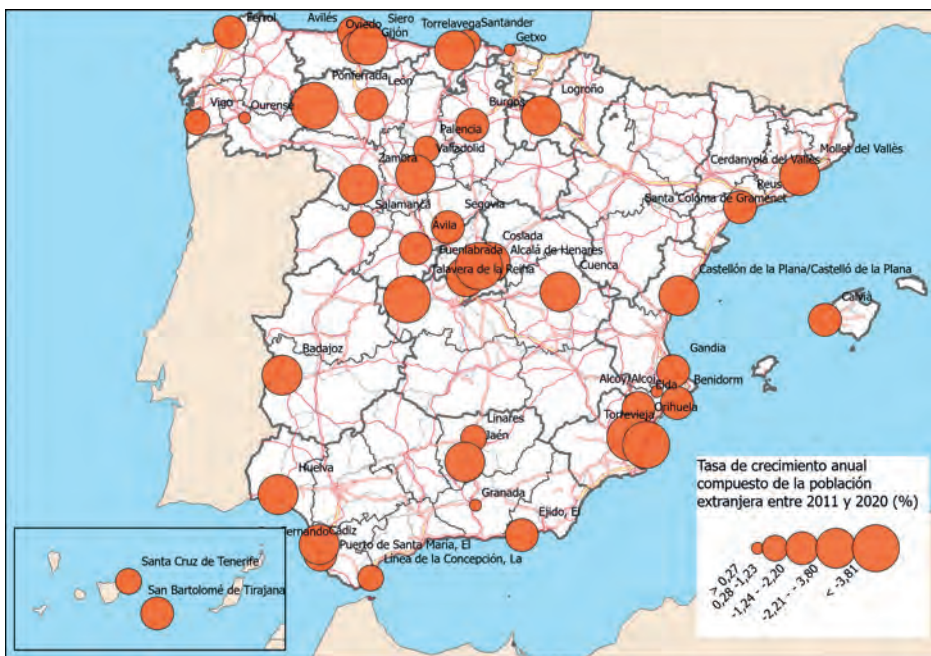 Ferrol
Avilés
Siero
Oviedo
Gijón
Torrelavega
Santander
Getxo
Ponferrada
León
Logroño
Burgos
Vigo
Ourense
Palencia
Valladolid
Zamora
Mollet del Vallès
Cerdanyola del Vallès
Reus
Santa Coloma de Gramenet
Salamanca
Segovia
Ávila
Coslada
Fuenlabrada
Alcalá de Henares
Talavera de la Reina
Cuenca
Castellón de la Plana/Castelló de la Plana
Calvià
Badajoz
Gandia
Alcoy/Alcoi
Elda
Benidorm
Orihuela
Torrevieja
Linares
Jaén
Huelva
Granada
Ejido, El
Fernando
Cádiz
Puerto de Santa María, El
Línea de la Concepción, La
Santa Cruz de Tenerife
San Bartolomé de Tirajana
Tasa de crecimiento anual
compuesto de la población
extranjera entre 2011 y 2020 (%)
> 0,27
0,28 -1,23
-1,24 - -2,20
-2,21 - - 3,80
< -3,81